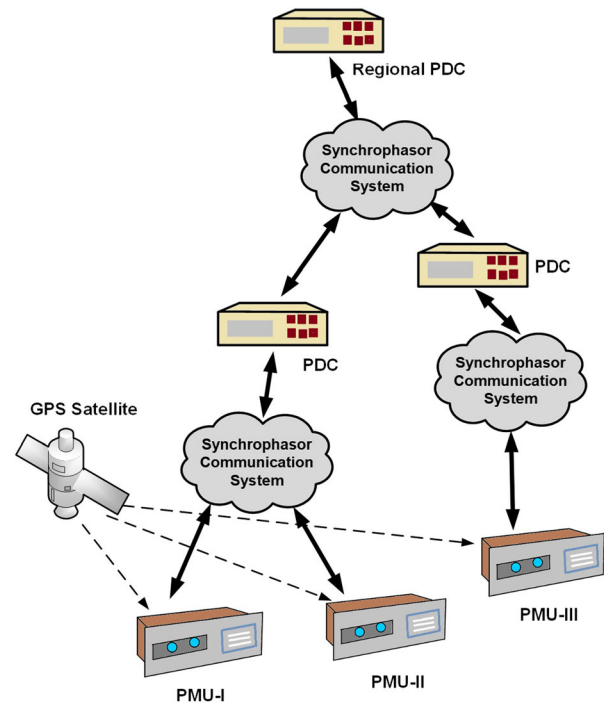 Regional PDC
Synchrophasor
Communication
System
PDC
PDC
Synchrophasor
Communication
System
GPS Satellite
Synchrophasor
Communication
System
PMU-III
PMU-II
PMU-I